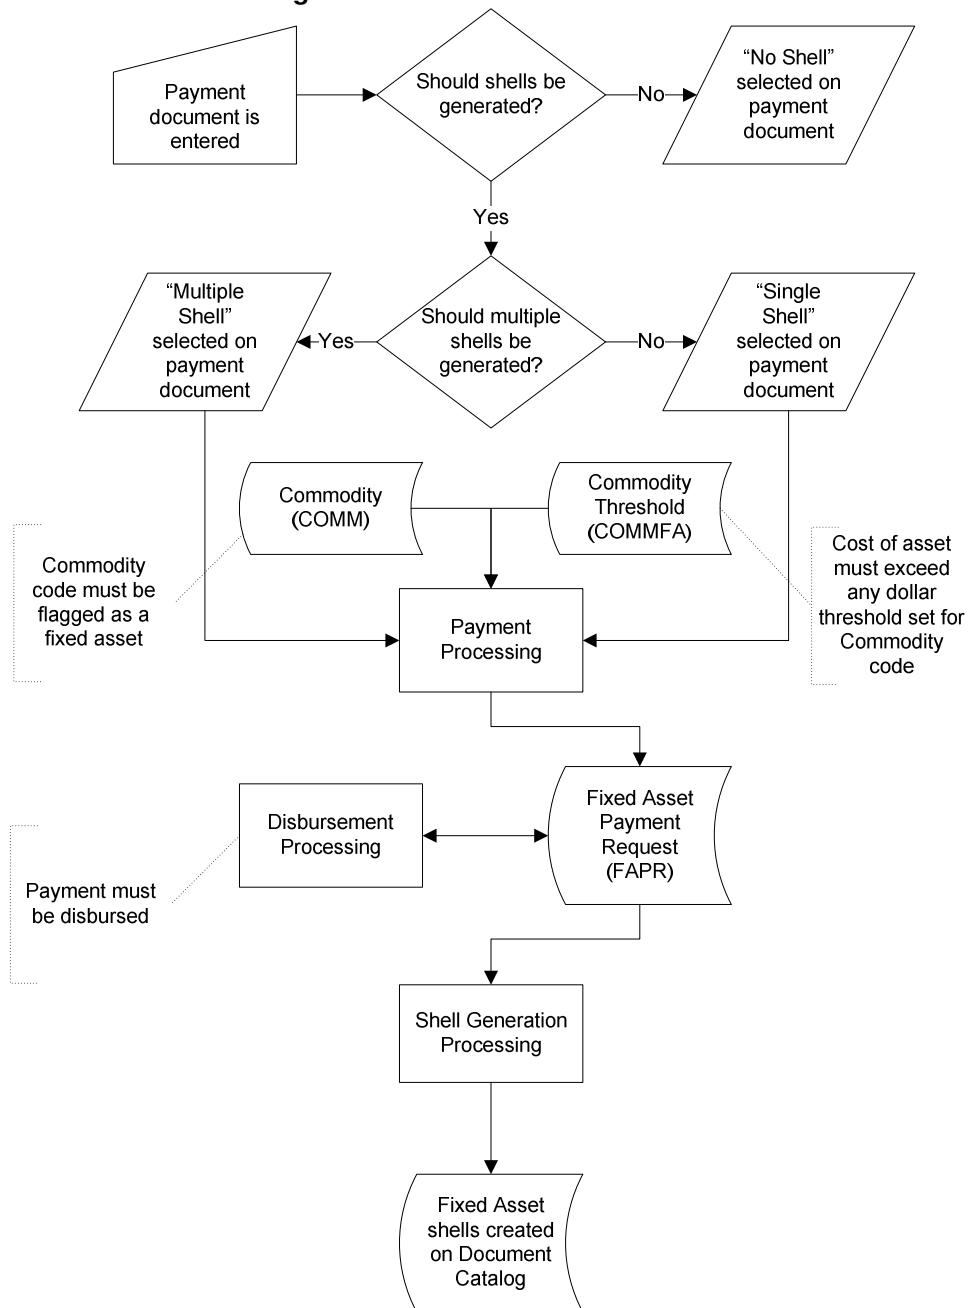 Payment
document is
entered
Should shells be
generated?
No
“No Shell”
selected on
payment
document
Yes
“Multiple
Shell”
selected on
payment
document
Yes
Should multiple
shells be
generated?
No
“Single
Shell”
selected on
payment
document
Commodity
(COMM)
Commodity
Threshold
(COMMFA)
Commodity
code must be
flagged as a
fixed asset
Cost of asset
must exceed
any dollar
threshold set for
Commodity
code
Payment
Processing
Disbursement
Processing
Fixed Asset
Payment
Request
(FAPR)
Payment must
be disbursed
Shell Generation
Processing
Fixed Asset
shells created
on Document
Catalog